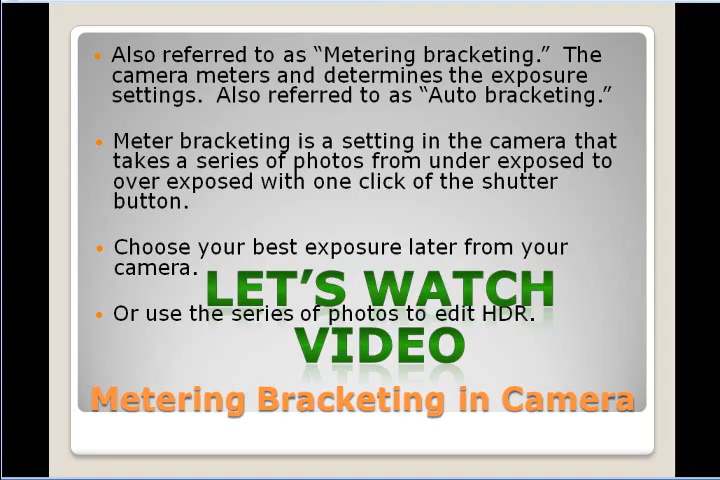 • Also referred to as “Metering bracketing.”  The
camera meters and determines the exposure
settings.  Also referred to as “Auto bracketing.”
• Meter bracketing is a setting in the camera that
takes a series of photos from under exposed to
over exposed with one click of the shutter
button.
• Choose your best exposure later from your
camera.
LET’S WATCH
• Or use the series of photos to edit HDR.
VIDEO
Metering Bracketing in Camera